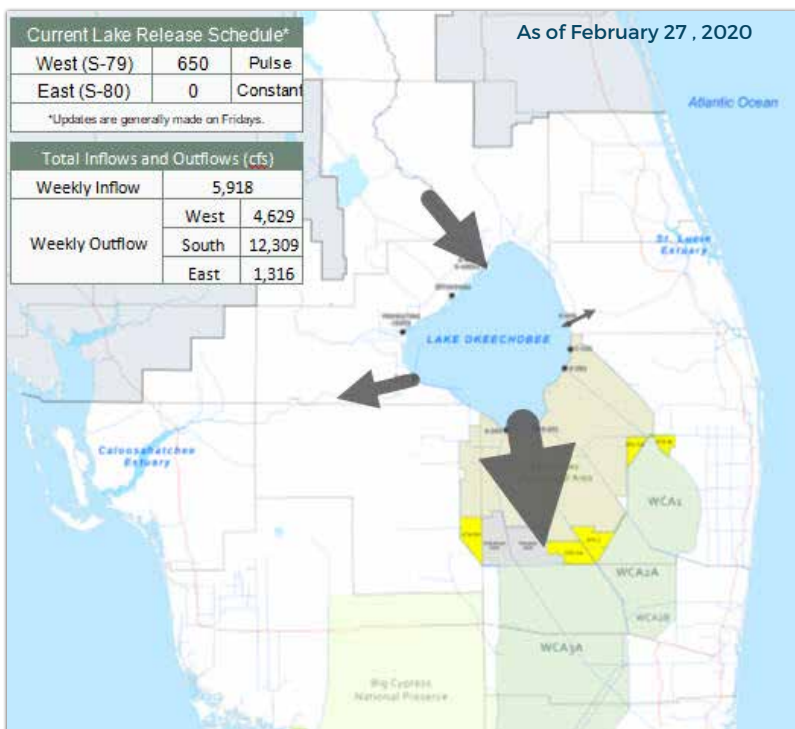 As of February 27 , 2020
Current Lake Release Schedule*
West (S-79) 650 Pulse
East (S-80) 0 Constant
*Updates are generally made on Fridays.
Total Inflows and Outflows (cfs)
Weekly Inflow 5,918
Weekly Outflow
West 4,629
South 12,309
East 1,316
Atlantic Ocean
St. Lucie
Estuary
LAKE OKEECHOBEE
Caloosahatchee
Estuary
Area
WCA1
WCA2A
WCA2B
WCA3A
Big Cypress
National Preserve